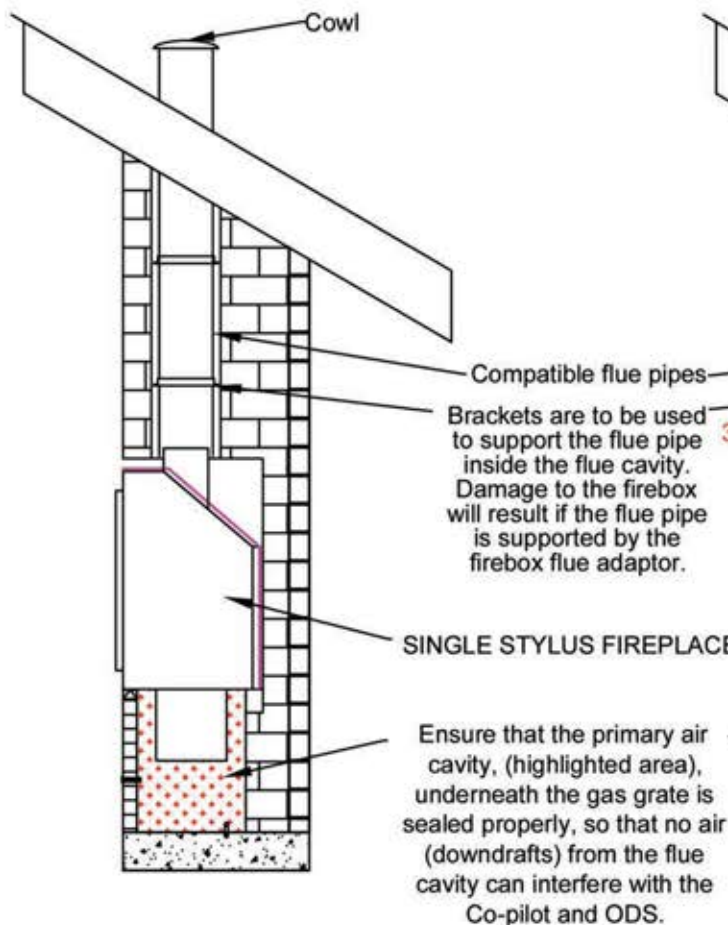 Cowl
Compatible flue pipes
Brackets are to be used
to support the flue pipe
inside the flue cavity.
Damage to the firebox
will result if the flue pipe
is supported by the
firebox flue adaptor.
SINGLE STYLUS FIREPLACE
Ensure that the primary air
cavity, (highlighted area),
underneath the gas grate is
sealed properly, so that no air
(downdrafts) from the flue
cavity can interfere with the
Co-pilot and ODS.